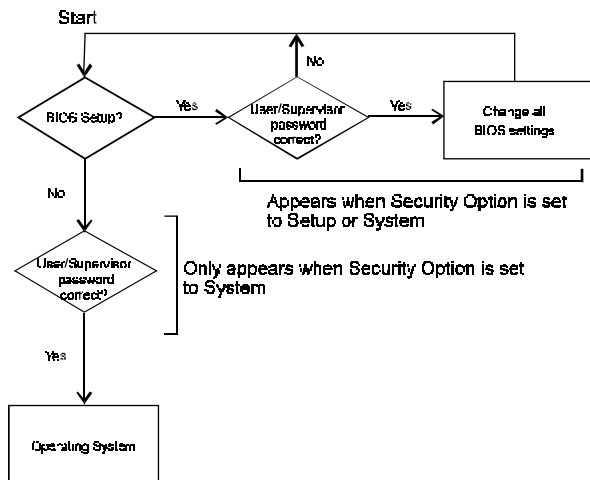 Start
No
BIOS Setup?
Yes
User/Supervisor
password
correct?
Yes
Change all
BIOS settings
Appears when Security Option is set
to Setup or System
No
User/Supervisor
password
correct?
Only appears when Security Option is set
to System
Yes
Operating System